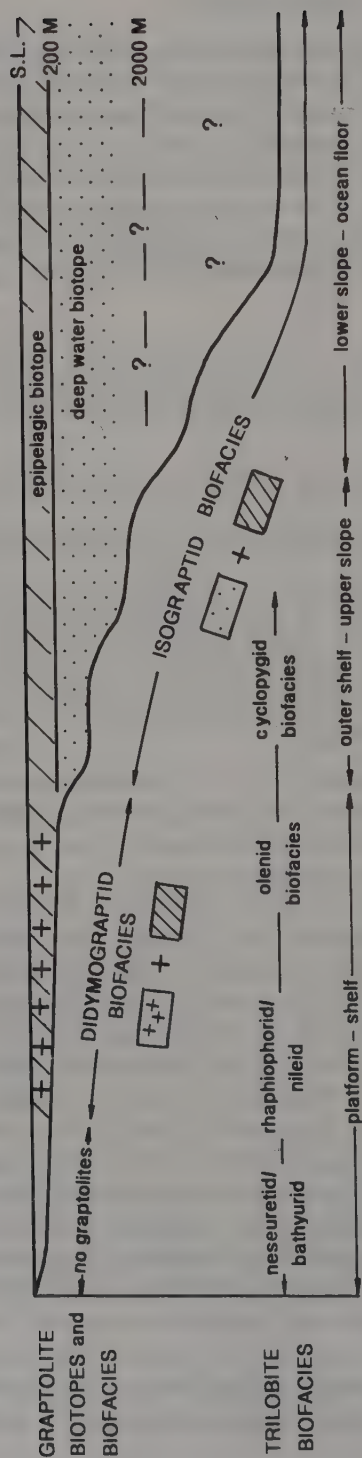 S.L.
200 M
2000 M
epipelagic biotope
deep water biotope
+ + + + + + +
? ?
? ?
GRAPTOLITE
BIOTOPES and
BIOFACIES
no graptolites
DIDYMOGRAPTID
BIOFACIES
+++ +
ISOGRAPTID BIOFACIES
+
TRILOBITE
BIOFACIES
neseuretid/
bathyurid
rhaphiophorid/
nileid
olenid
biofacies
cyclopygid
biofacies
platform – shelf
outer shelf – upper slope
lower slope – ocean floor